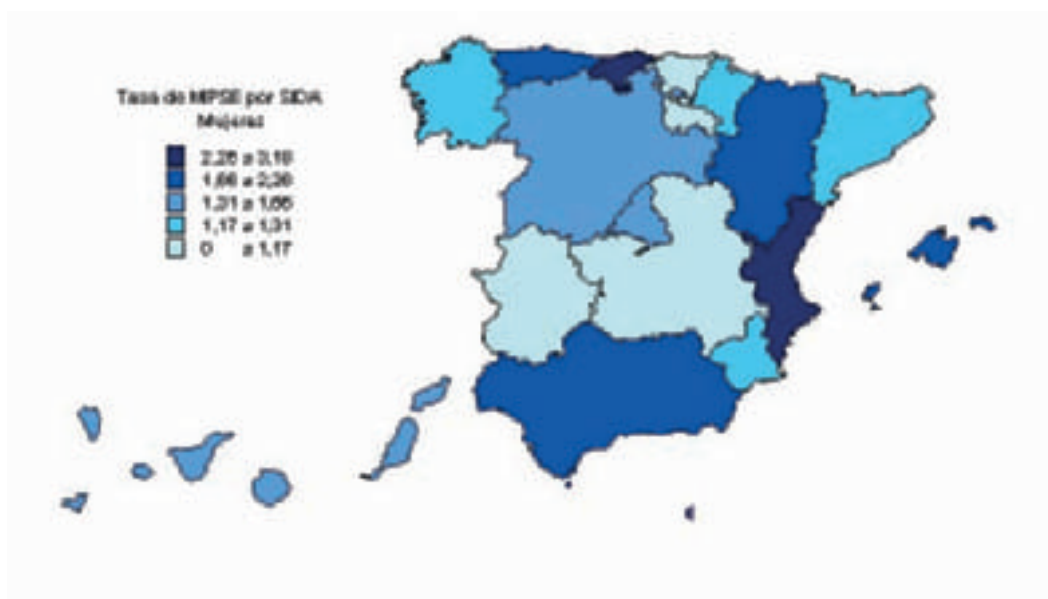 Tasa de MIPSE por SIDA
Mujeres
2,26 a 3,18
1,66 a 2,26
1,31 a 1,66
1,17 a 1,31
0 a 1,17